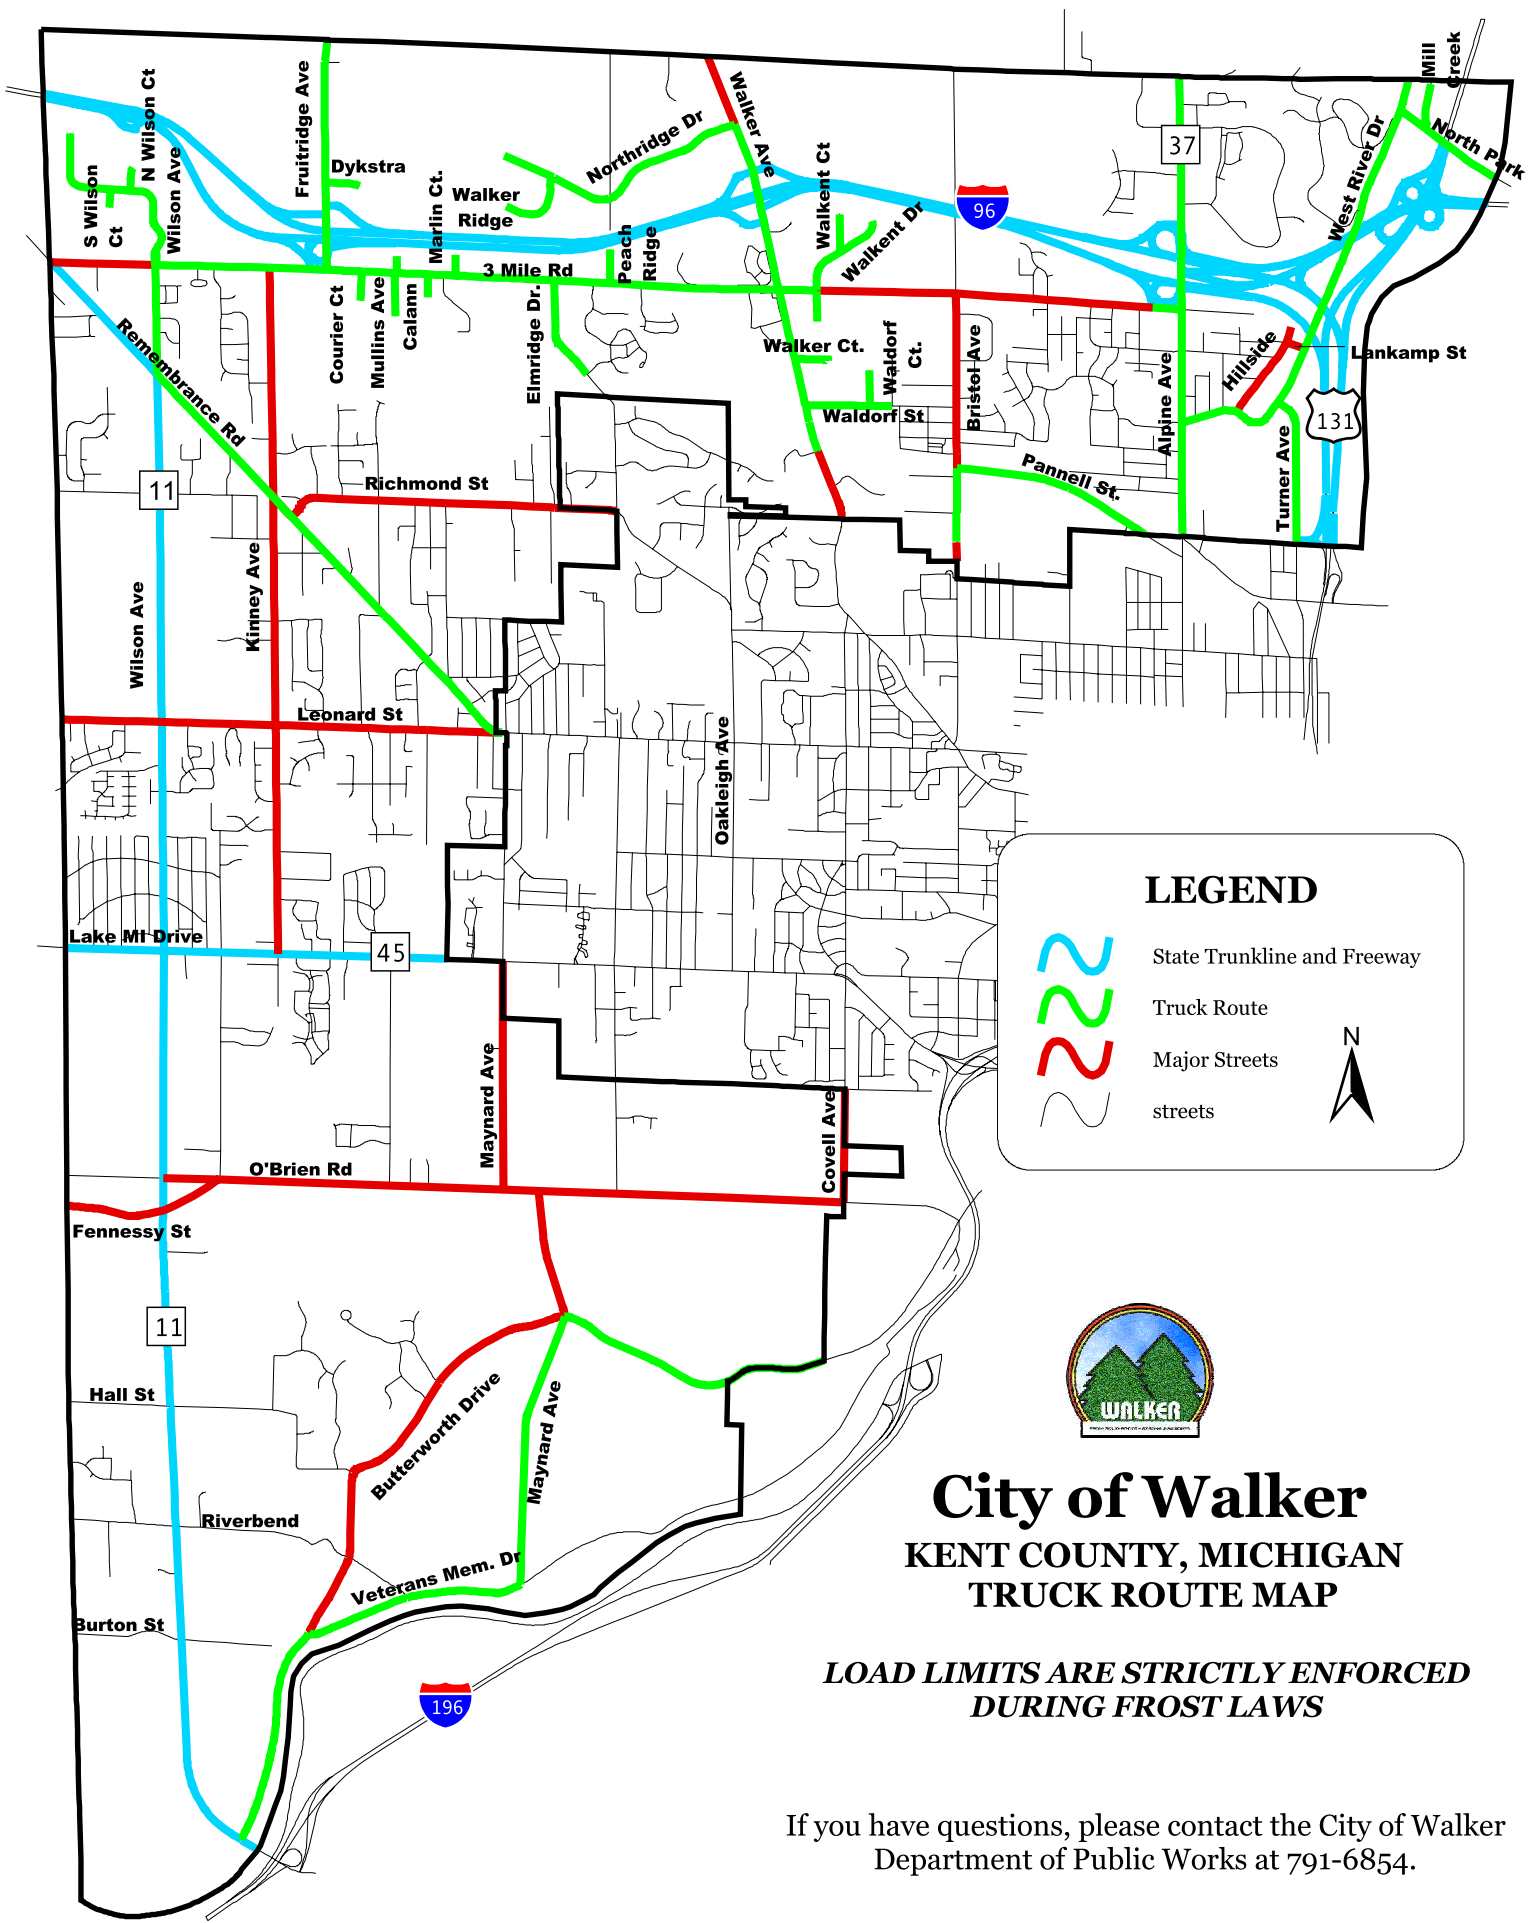 Mill
Creek
North Park
West River Dr
37
Walker Ave
Northridge Dr
Fruitridge Ave
Dykstra
N Wilson Ct
Wilson Ave
S Wilson
Ct
Walker
Ridge
Marlin Ct.
Walkent Ct
Walkent Dr
96
Peach
Ridge
3 Mile Rd
Courier Ct
Mullins Ave
Calann
Elmridge Dr.
Walker Ct.
Waldorf
Ct.
Waldorf St
Bristol Ave
Alpine Ave
Hillside
Lankamp St
131
Turner Ave
Pannell St.
Remembrance Rd
11
Richmond St
Kinney Ave
Wilson Ave
Leonard St
Oakleigh Ave
Lake MI Drive
45
Maynard Ave
Covell Ave
O'Brien Rd
Fennessy St
11
Hall St
Butterworth Drive
Maynard Ave
Riverbend
Veterans Mem. Dr
Burton St
196
LEGEND
State Trunkline and Freeway
Truck Route
Major Streets
streets
N
WALKER
City of Walker
KENT COUNTY, MICHIGAN
TRUCK ROUTE MAP
LOAD LIMITS ARE STRICTLY ENFORCED
DURING FROST LAWS
If you have questions, please contact the City of Walker
Department of Public Works at 791-6854.